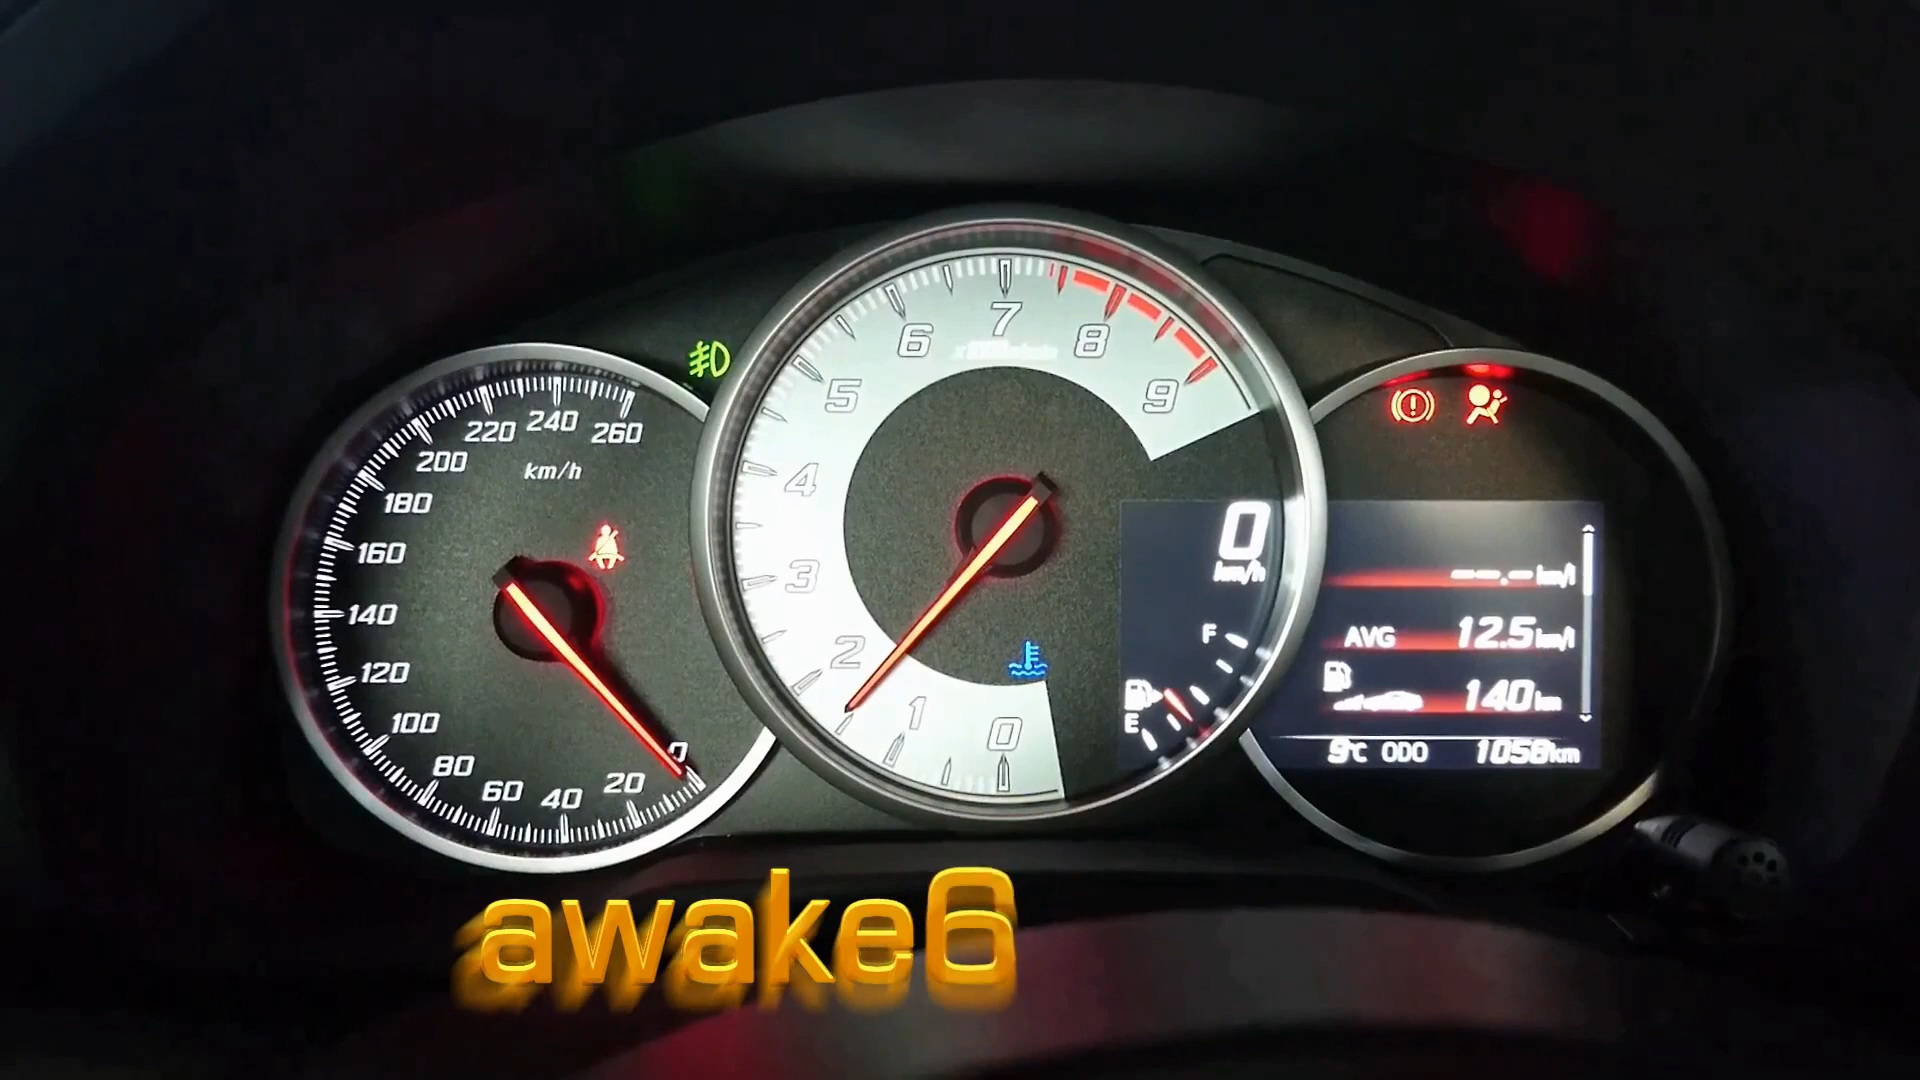 220 240 260
200
km/h
180
160
140
120
100
80
60 40 20 0
6 7 8
5 9
4
3
2
1 0
0
km/h
F
E
--.- km/l
AVG 12.5 km/l
140 km
9℃ ODO 1058 km
awake6